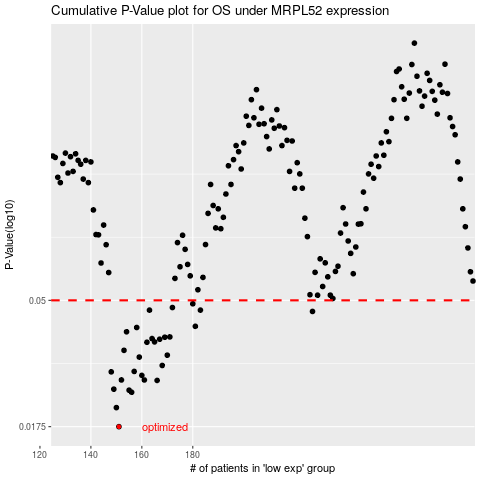 Cumulative P-Value plot for OS under MRPL52 expression
P-Value(log10)
0.05
0.0175
optimized
120 140 160 180
# of patients in 'low exp' group